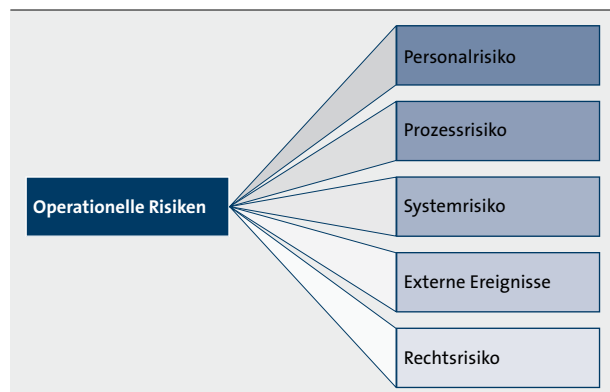 Operationelle Risiken
Personalrisiko
Prozessrisiko
Systemrisiko
Externe Ereignisse
Rechtsrisiko